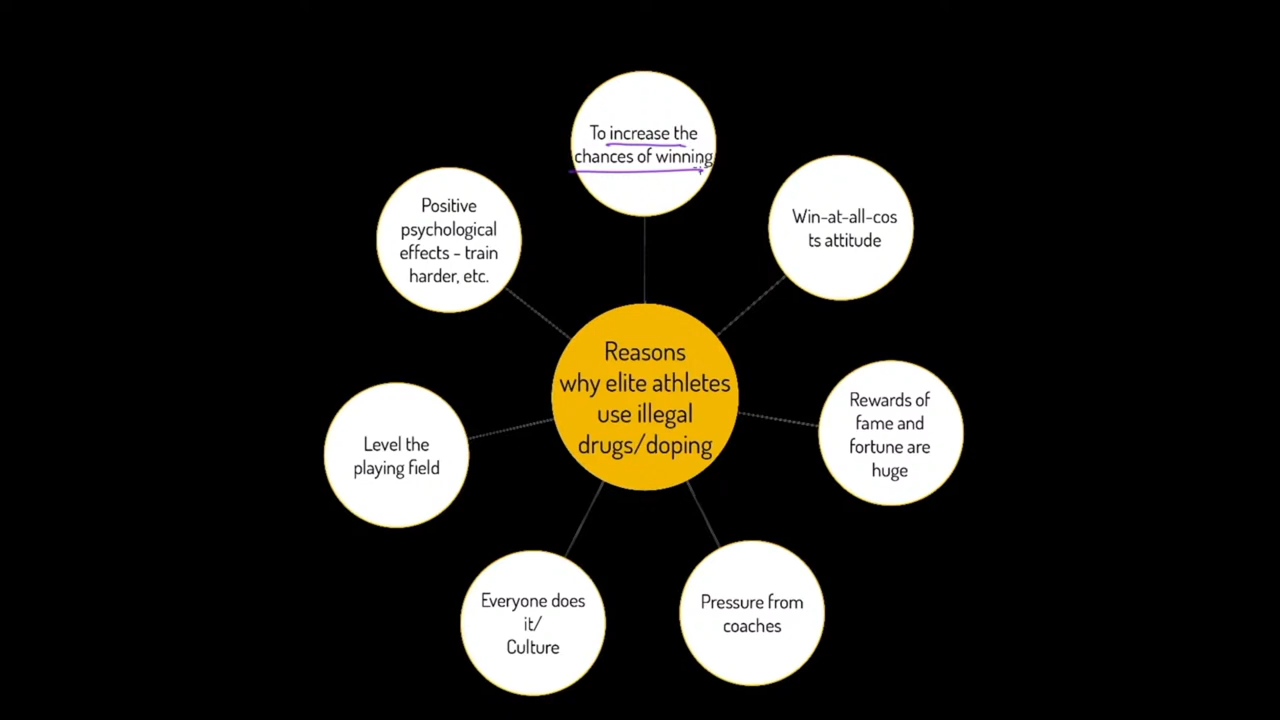 To increase the
chances of winning
Win-at-all-cos
ts attitude
Rewards of
fame and
fortune are
huge
Pressure from
coaches
Everyone does
it/
Culture
Level the
playing field
Positive
psychological
effects - train
harder, etc.
Reasons
why elite athletes
use illegal
drugs/doping